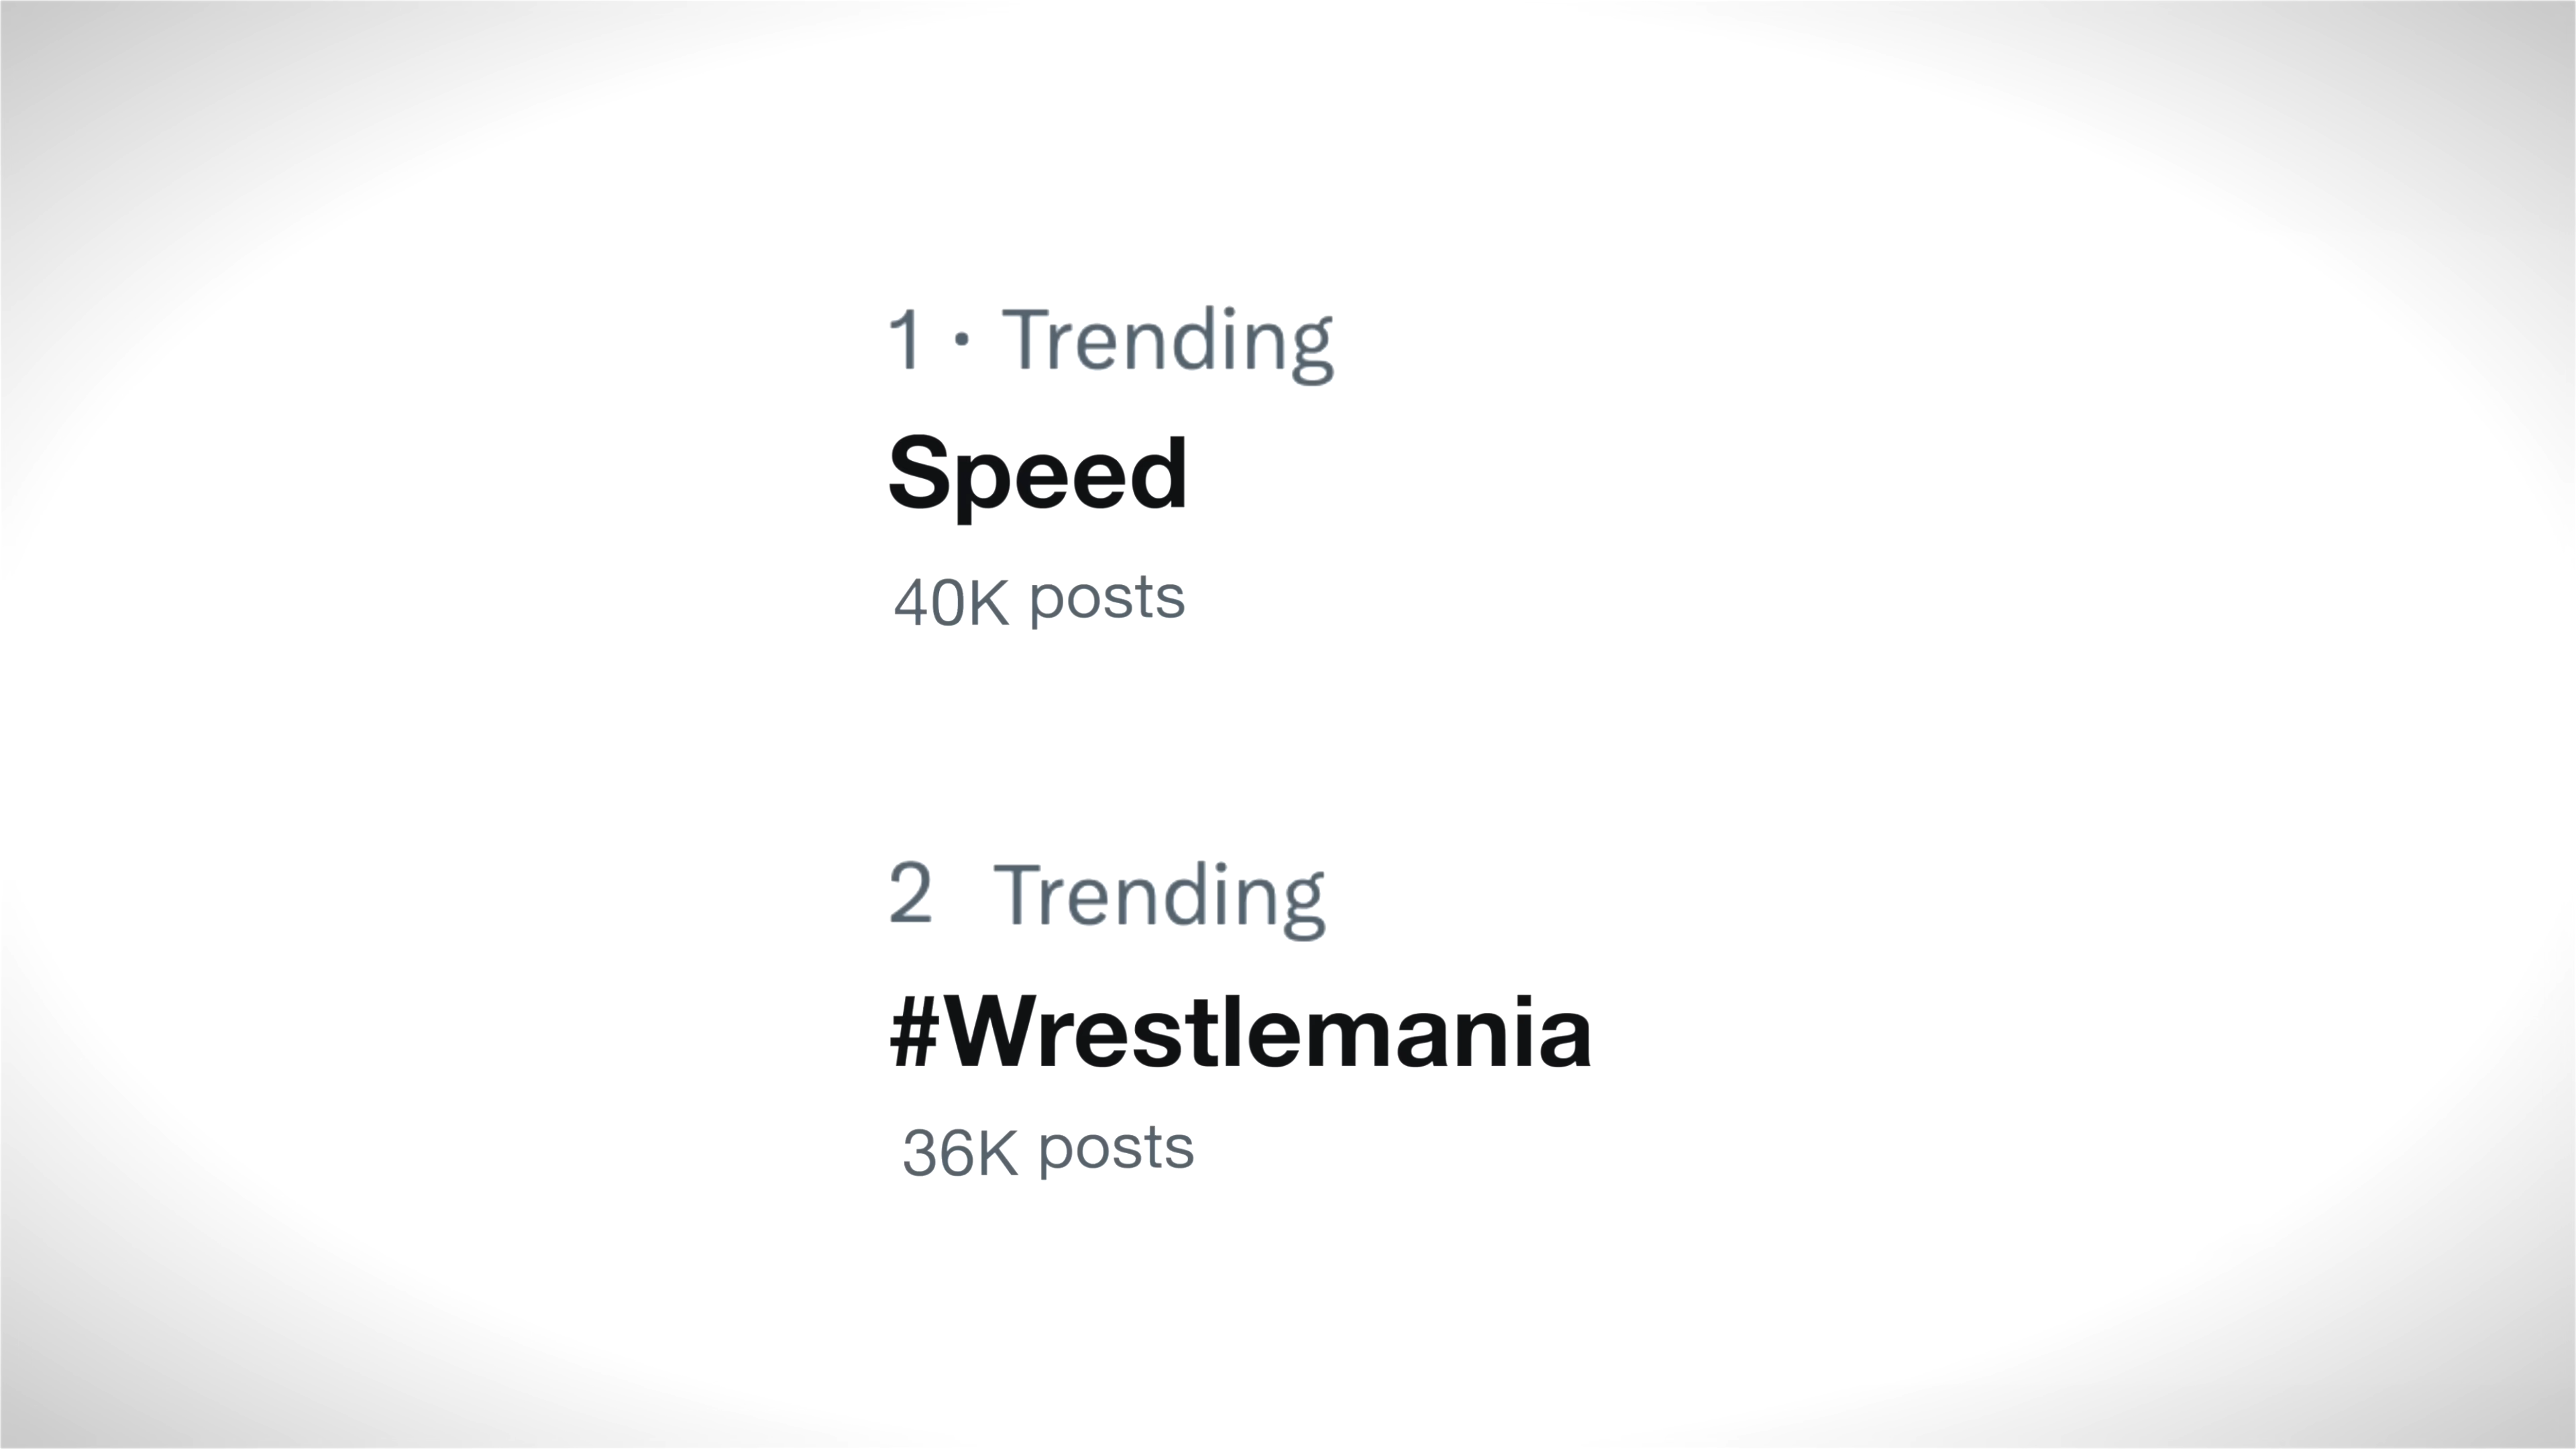 1 · Trending
Speed
40K posts
2 Trending
#Wrestlemania
36K posts